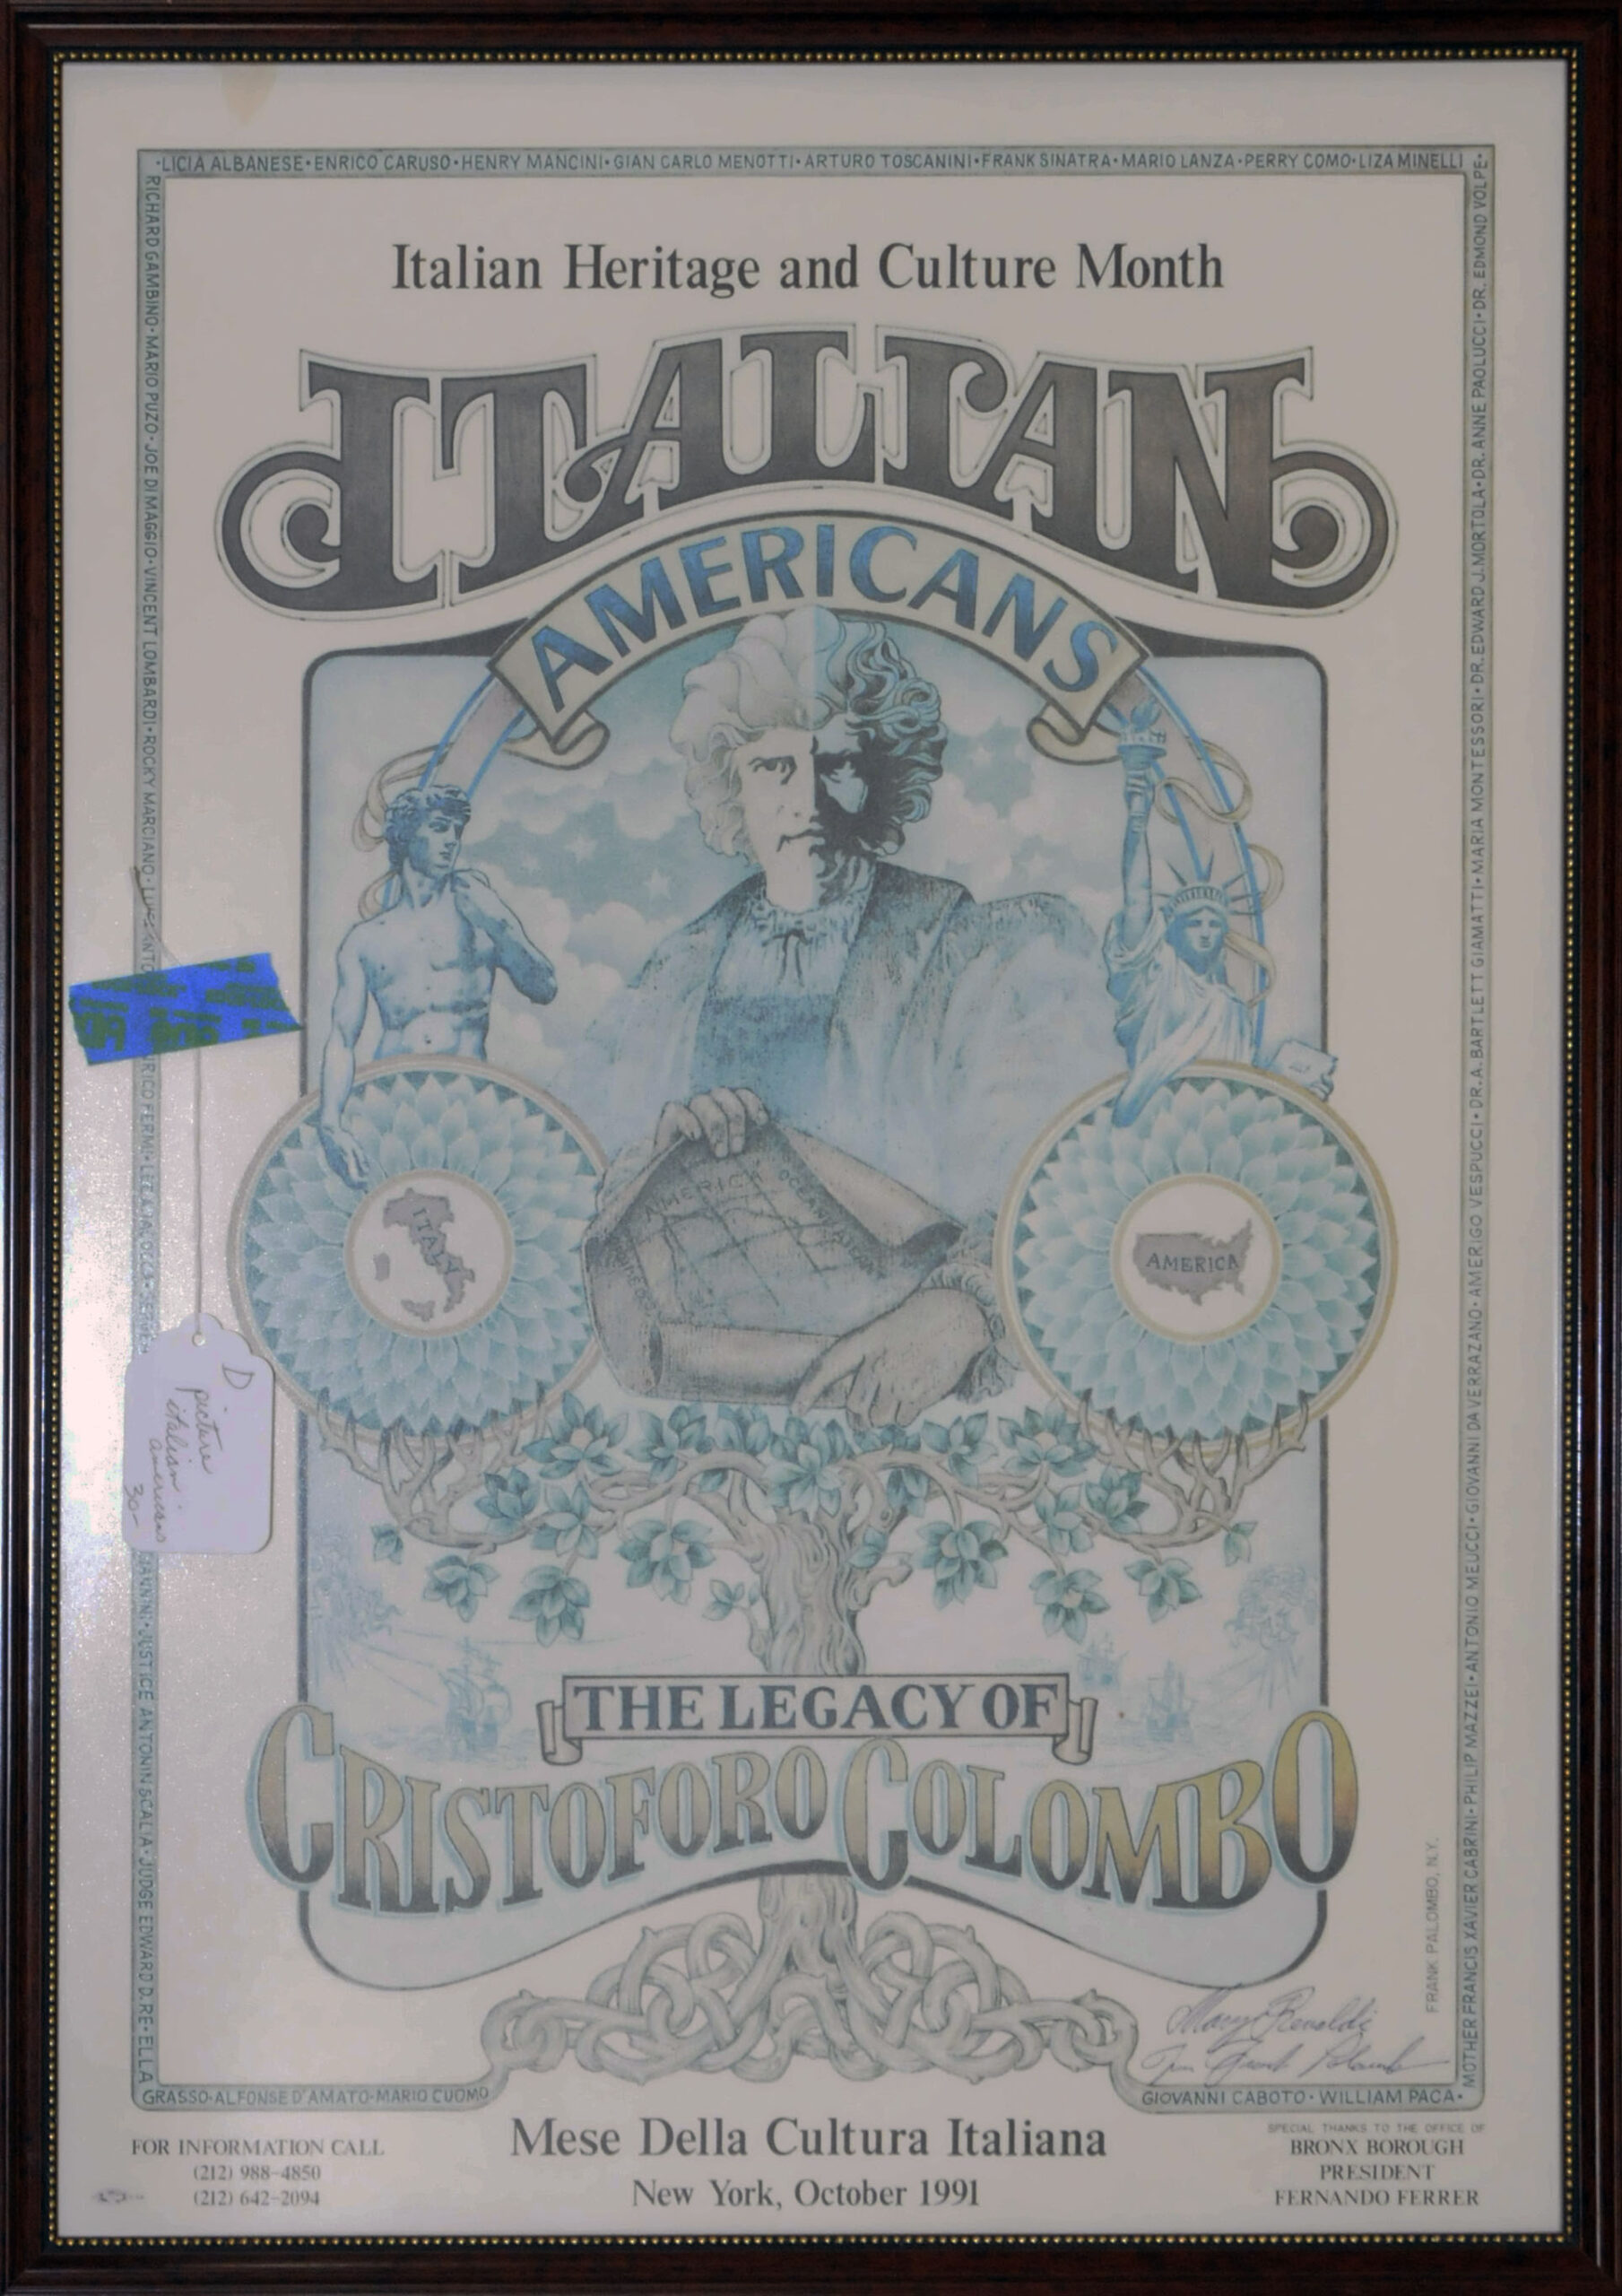 ·LICIA ALBANESE·ENRICO CARUSO·HENRY MANCINI·GIAN CARLO MENOTTI·ARTURO TOSCANINI·FRANK SINATRA·MARIO LANZA·PERRY COMO·LIZA MINELLI
Italian Heritage and Culture Month
ITALIAN
AMERICANS
RICHARD GAMBINO·MARIO PUZO·JOE DI MAGGIO·VINCENT LOMBARDI·ROCKY MARCIANO·
FERMI·
JUSTICE ANTONIN SCALIA·JUDGE EDWARD D. RE·ELLA
GRASSO·ALFONSE D'AMATO·MARIO CUOMO
ITALY
AMERICA
OCEAN
AMERICA
D
picture
italian
americans
30-
THE LEGACY OF
CRISTOFORO COLOMBO
GIOVANNI CABOTO·WILLIAM PACA·
MOTHER FRANCIS XAVIER CABRINI·PHILIP MAZZEI·ANTONIO MEUCCI·GIOVANNI DA VERRAZANO·AMERIGO VESPUCCI·DR. A. BARTLETT GIAMATTI·MARIA MONTESSORI·DR. EDWARD J. MORTOLA·DR. ANNE PAOLUCCI·DR. EDMOND VOLPE·
FRANK PALOMBO, N.Y.
Mese Della Cultura Italiana
New York, October 1991
FOR INFORMATION CALL
(212) 988-4850
(212) 642-2094
SPECIAL THANKS TO THE OFFICE OF
BRONX BOROUGH
PRESIDENT
FERNANDO FERRER